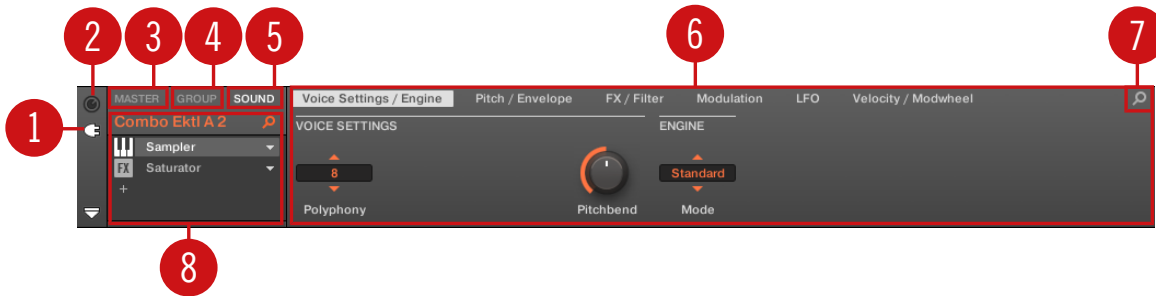 2 3 4 5 6 7
1
MASTER GROUP SOUND
Voice Settings / Engine Pitch / Envelope FX / Filter Modulation LFO Velocity / Modwheel
Combo Ektl A 2
VOICE SETTINGS ENGINE
Sampler
FX Saturator
+
8 Standard
Polyphony Pitchbend Mode
8